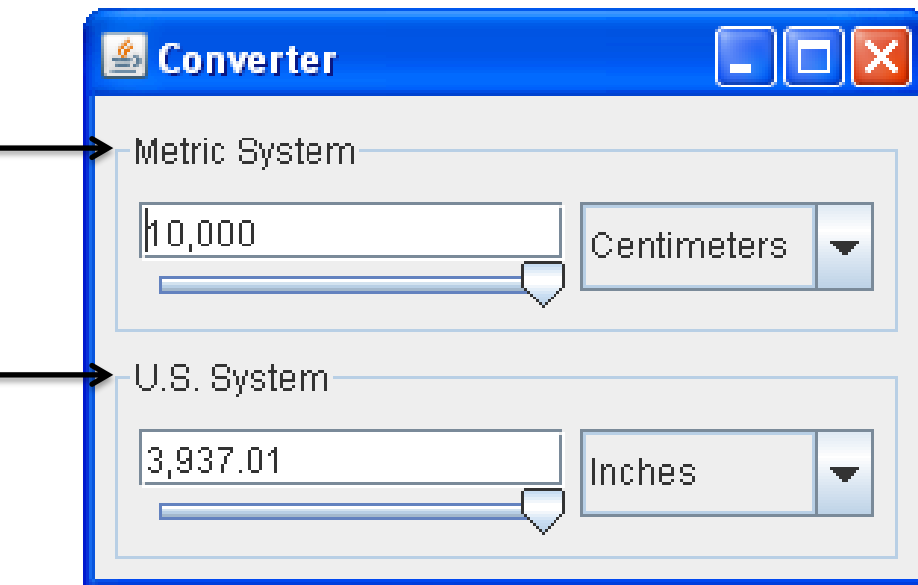 Converter
Metric System
10,000
Centimeters
U.S. System
3,937.01
Inches